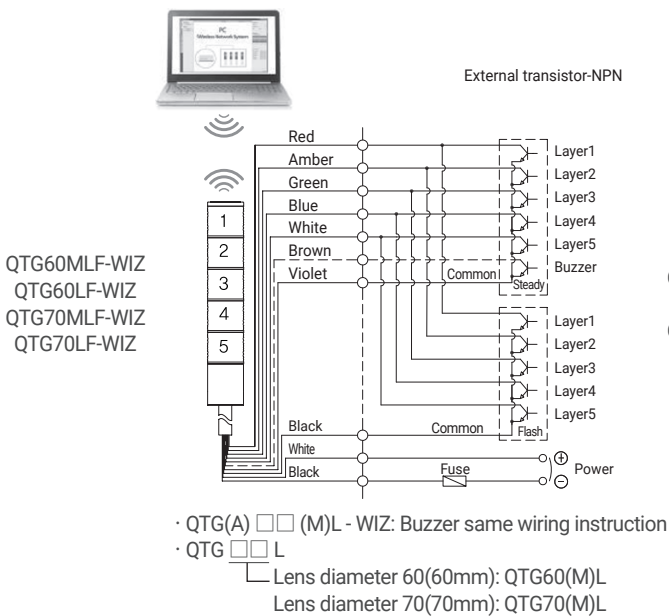 PC
Wireless Network System
External transistor-NPN
Red
Amber
Green
Blue
White
Brown
Violet
Common
Layer1
Layer2
Layer3
Layer4
Layer5
Buzzer
Steady
1
2
3
4
5
QTG60MLF-WIZ
QTG60LF-WIZ
QTG70MLF-WIZ
QTG70LF-WIZ
Layer1
Layer2
Layer3
Layer4
Layer5
Black
Common
Flash
White
Black
Fuse
+
−
Power
· QTG(A) □□ (M)L - WIZ: Buzzer same wiring instruction
· QTG □□ L
Lens diameter 60(60mm): QTG60(M)L
Lens diameter 70(70mm): QTG70(M)L